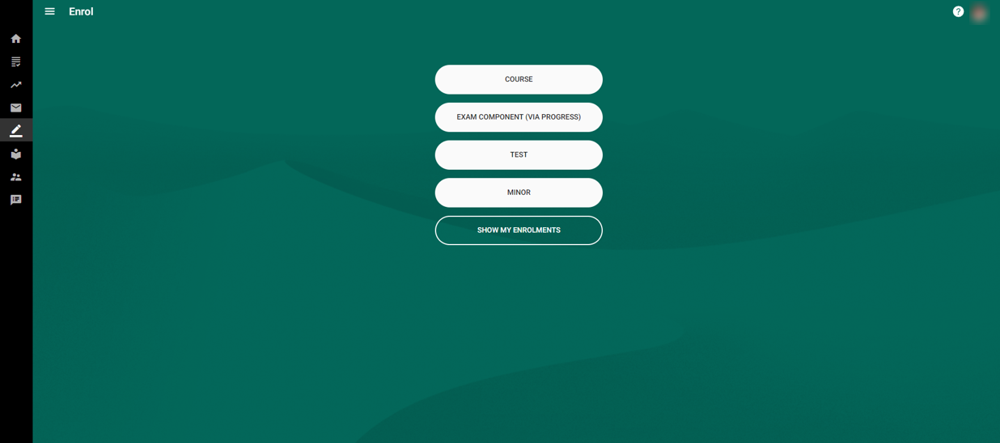 Enrol
?
COURSE
EXAM COMPONENT (VIA PROGRESS)
TEST
MINOR
SHOW MY ENROLMENTS